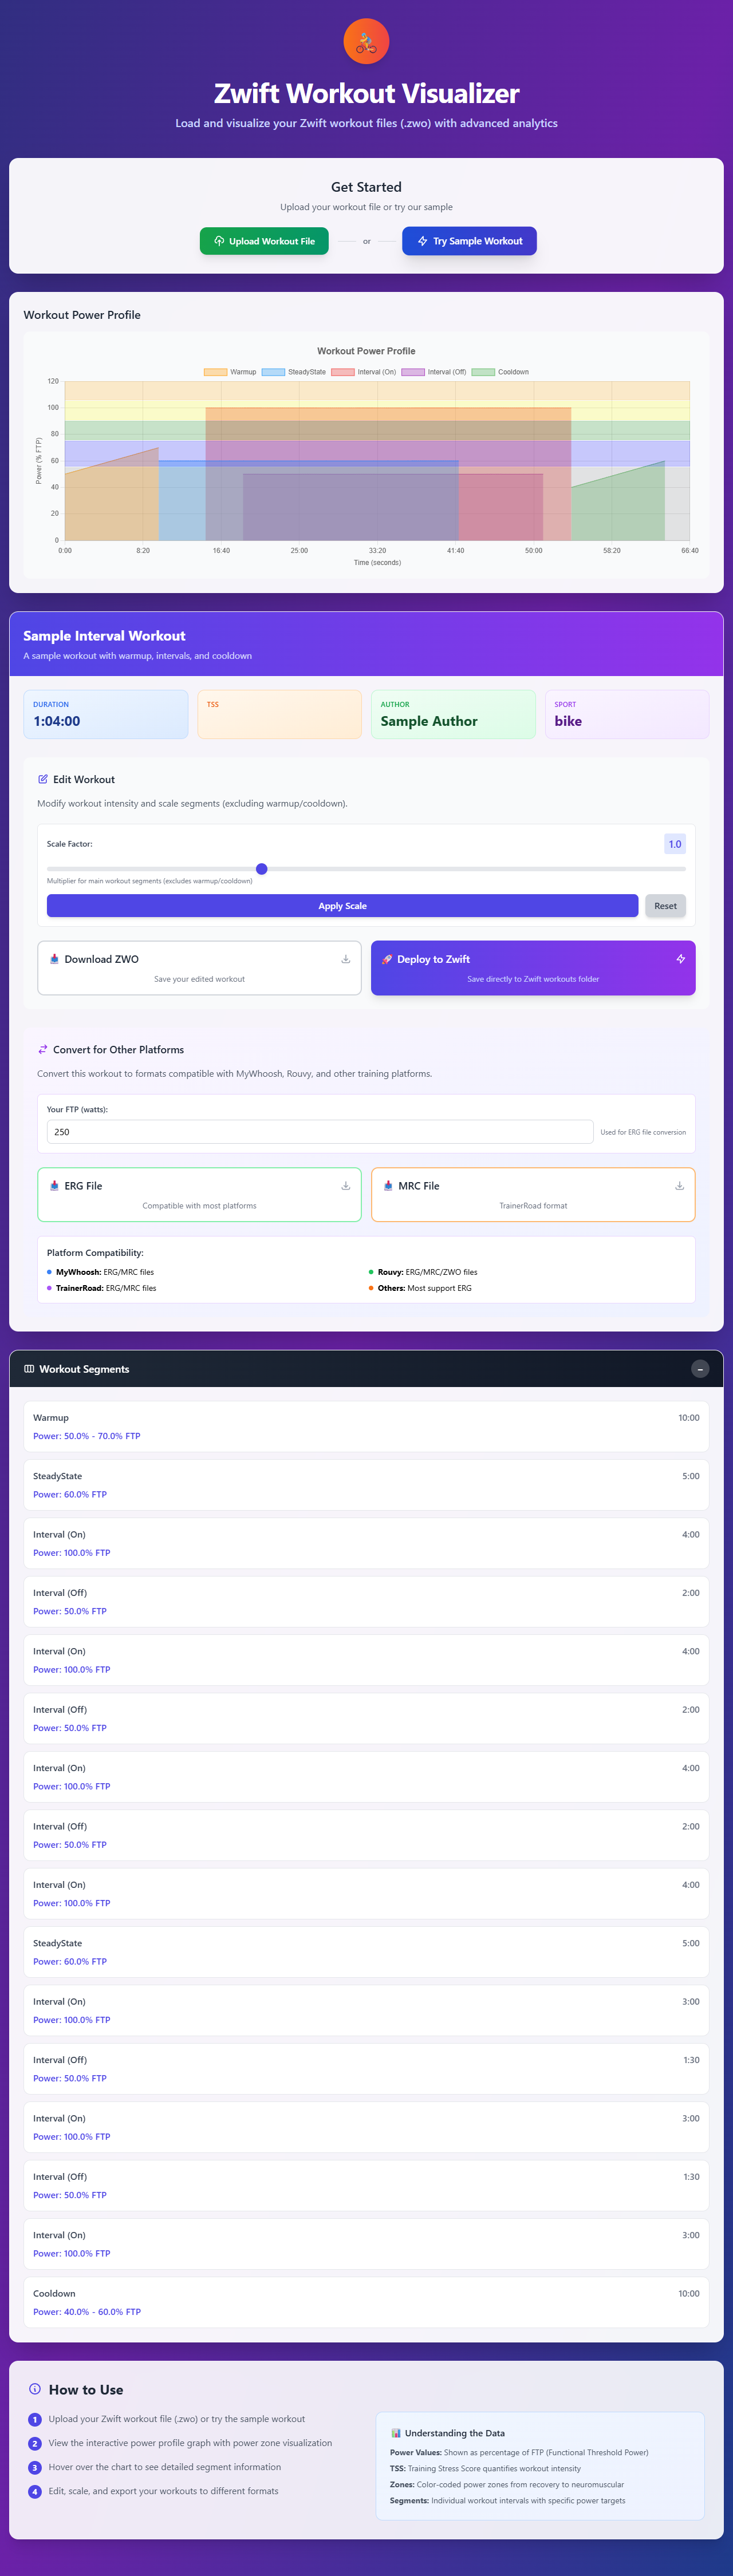 Zwift Workout Visualizer
Load and visualize your Zwift workout files (.zwo) with advanced analytics
Get Started
Upload your workout file or try our sample
Upload Workout File
or
Try Sample Workout
Workout Power Profile
Workout Power Profile
Warmup SteadyState Interval (On) Interval (Off) Cooldown
Power (% FTP)
120
100
80
60
40
20
0
0:00 8:20 16:40 25:00 33:20 41:40 50:00 58:20 66:40
Time (seconds)
Sample Interval Workout
A sample workout with warmup, intervals, and cooldown
DURATION
1:04:00
TSS
AUTHOR
Sample Author
SPORT
bike
Edit Workout
Modify workout intensity and scale segments (excluding warmup/cooldown).
Scale Factor: 1.0
Multiplier for main workout segments (excludes warmup/cooldown)
Apply Scale Reset
Download ZWO
Save your edited workout
Deploy to Zwift
Save directly to Zwift workouts folder
Convert for Other Platforms
Convert this workout to formats compatible with MyWhoosh, Rouvy, and other training platforms.
Your FTP (watts):
250 Used for ERG file conversion
ERG File
Compatible with most platforms
MRC File
TrainerRoad format
Platform Compatibility:
MyWhoosh: ERG/MRC files
Rouvy: ERG/MRC/ZWO files
TrainerRoad: ERG/MRC files
Others: Most support ERG
Workout Segments −
Warmup 10:00
Power: 50.0% - 70.0% FTP
SteadyState 5:00
Power: 60.0% FTP
Interval (On) 4:00
Power: 100.0% FTP
Interval (Off) 2:00
Power: 50.0% FTP
Interval (On) 4:00
Power: 100.0% FTP
Interval (Off) 2:00
Power: 50.0% FTP
Interval (On) 4:00
Power: 100.0% FTP
Interval (Off) 2:00
Power: 50.0% FTP
Interval (On) 4:00
Power: 100.0% FTP
SteadyState 5:00
Power: 60.0% FTP
Interval (On) 3:00
Power: 100.0% FTP
Interval (Off) 1:30
Power: 50.0% FTP
Interval (On) 3:00
Power: 100.0% FTP
Interval (Off) 1:30
Power: 50.0% FTP
Interval (On) 3:00
Power: 100.0% FTP
Cooldown 10:00
Power: 40.0% - 60.0% FTP
How to Use
1 Upload your Zwift workout file (.zwo) or try the sample workout
2 View the interactive power profile graph with power zone visualization
3 Hover over the chart to see detailed segment information
4 Edit, scale, and export your workouts to different formats
Understanding the Data
Power Values: Shown as percentage of FTP (Functional Threshold Power)
TSS: Training Stress Score quantifies workout intensity
Zones: Color-coded power zones from recovery to neuromuscular
Segments: Individual workout intervals with specific power targets